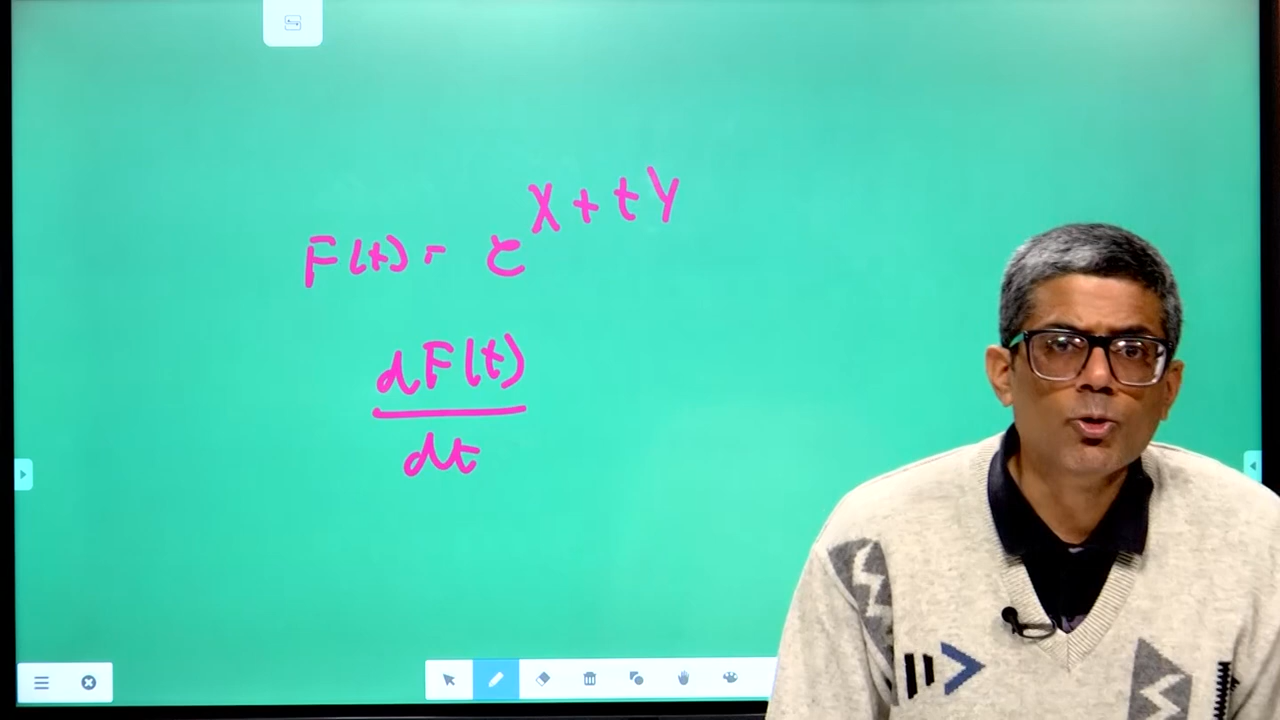 F(t) = e^{X + tY}
dF(t)
dt